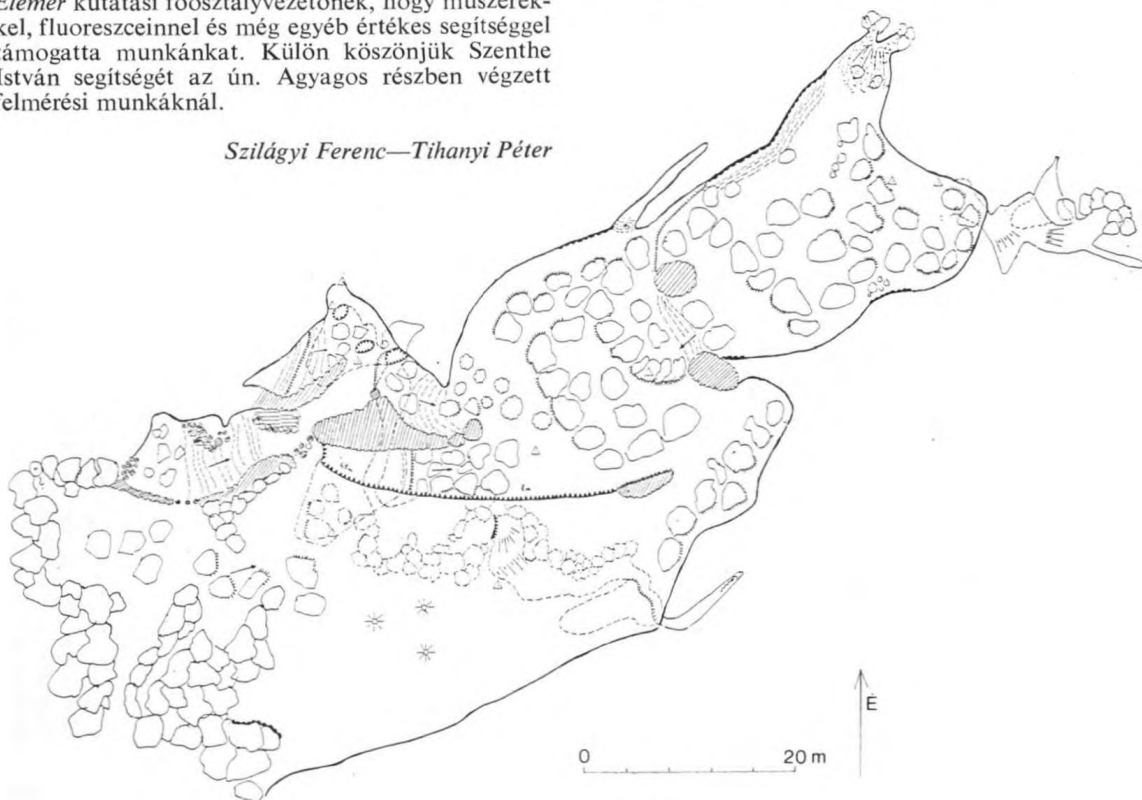 Elemér kutatási főosztályvezetőnek, hogy műszerek-
kel, fluoreszceinnel és még egyéb értékes segítséggel
támogatta munkánkat. Külön köszönjük Szenthe
István segítségét az ún. Agyagos részben végzett
felmérési munkáknál.
Szilágyi Ferenc—Tihanyi Péter
É
0 20 m